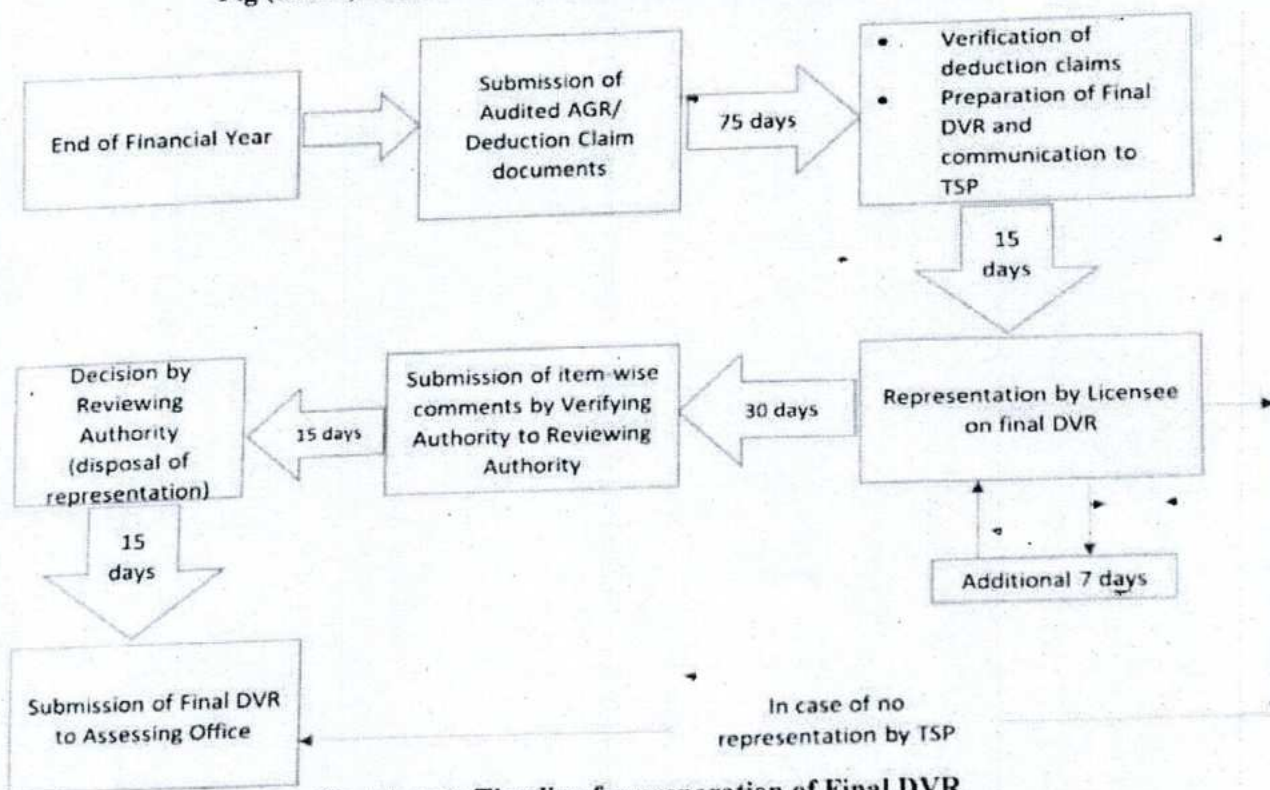 End of Financial Year
Submission of
Audited AGR/
Deduction Claim
documents
75 days
• Verification of
deduction claims
• Preparation of Final
DVR and
communication to
TSP
15
days
Representation by Licensee
on final DVR
Additional 7 days
30 days
Submission of item-wise
comments by Verifying
Authority to Reviewing
Authority
15 days
Decision by
Reviewing
Authority
(disposal of
representation)
15
days
Submission of Final DVR
to Assessing Office
In case of no
representation by TSP
of Final DVR